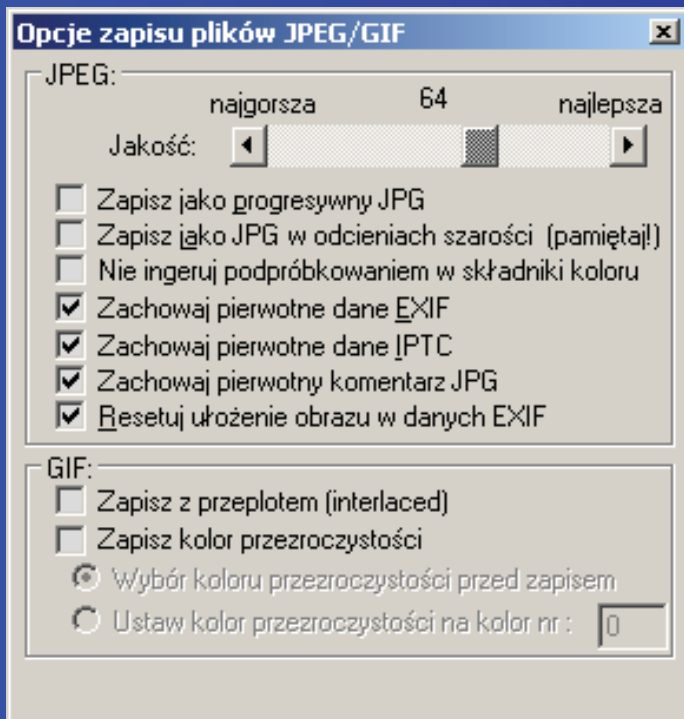 Opcje zapisu plików JPEG/GIF
JPEG:
najgorsza 64 najlepsza
Jakość:
Zapisz jako progresywny JPG
Zapisz jako JPG w odcieniach szarości (pamiętaj!)
Nie ingeruj podpróbkowaniem w składniki koloru
Zachowaj pierwotne dane EXIF
Zachowaj pierwotne dane IPTC
Zachowaj pierwotny komentarz JPG
Resetuj ułożenie obrazu w danych EXIF
GIF:
Zapisz z przeplotem (interlaced)
Zapisz kolor przezroczystości
Wybór koloru przezroczystości przed zapisem
Ustaw kolor przezroczystości na kolor nr : 0